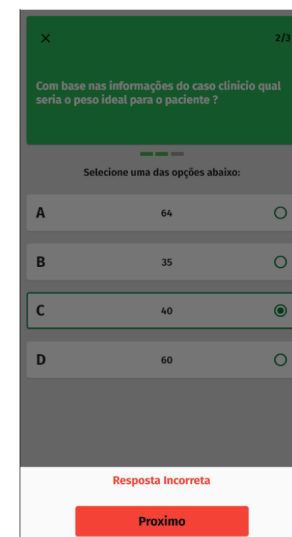 × 2/3
Com base nas informações do caso clinicio qual
seria o peso ideal para o paciente ?
Selecione uma das opções abaixo:
A 64
B 35
C 40
D 60
Resposta Incorreta
Proximo